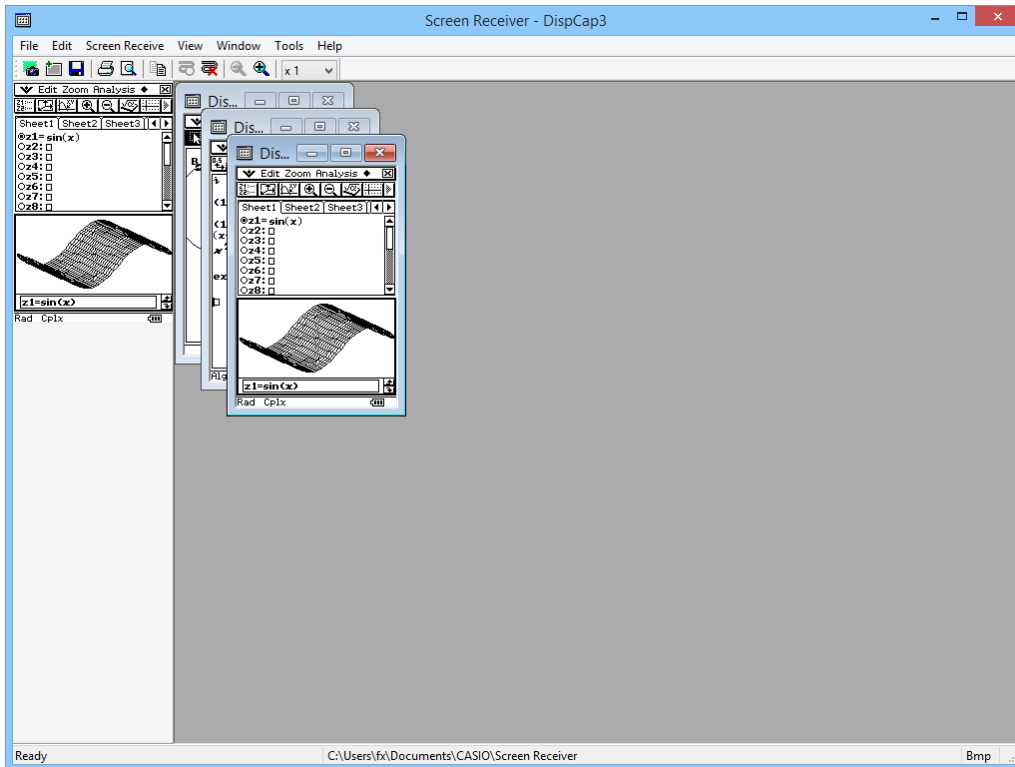 Screen Receiver - DispCap3
File Edit Screen Receive View Window Tools Help
x 1
Edit Zoom Analysis
Sheet1 Sheet2 Sheet3
z1=sin(x)
z2:
z3:
z4:
z5:
z6:
z7:
z8:
z1=sin(x)
Rad Cplx
Dis...
Dis...
Alg
Dis...
Edit Zoom Analysis
Sheet1 Sheet2 Sheet3
z1=sin(x)
z2:
z3:
z4:
z5:
z6:
z7:
z8:
z1=sin(x)
Rad Cplx
Ready C:\Users\fx\Documents\CASIO\Screen Receiver Bmp